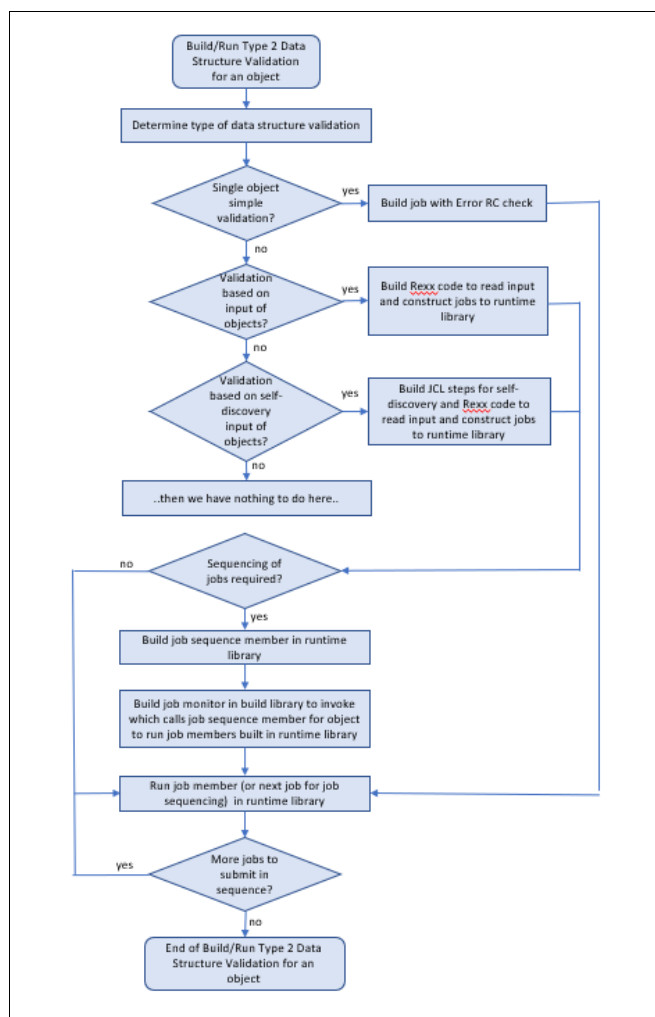 Build/Run Type 2 Data
Structure Validation
for an object
Determine type of data structure validation
Single object
simple
validation?
yes
Build job with Error RC check
no
Validation
based on
input of
objects?
yes
Build Rexx code to read input
and construct jobs to runtime
library
no
Validation
based on self-
discovery
input of
objects?
yes
Build JCL steps for self-
discovery and Rexx code to
read input and construct jobs
to runtime library
no
..then we have nothing to do here..
Sequencing of
jobs required?
no
yes
Build job sequence member in runtime
library
Build job monitor in build library to invoke
which calls job sequence member for object
to run job members built in runtime library
Run job member (or next job for job
sequencing) in runtime library
More jobs to
submit in
sequence?
yes
no
End of Build/Run Type 2 Data
Structure Validation for an
object